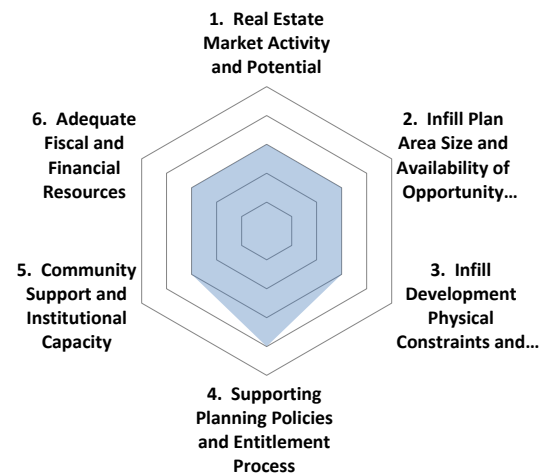 1. Real Estate
Market Activity
and Potential
2. Infill Plan
Area Size and
Availability of
Opportunity...
3. Infill
Development
Physical
Constraints and...
4. Supporting
Planning Policies
and Entitlement
Process
5. Community
Support and
Institutional
Capacity
6. Adequate
Fiscal and
Financial
Resources